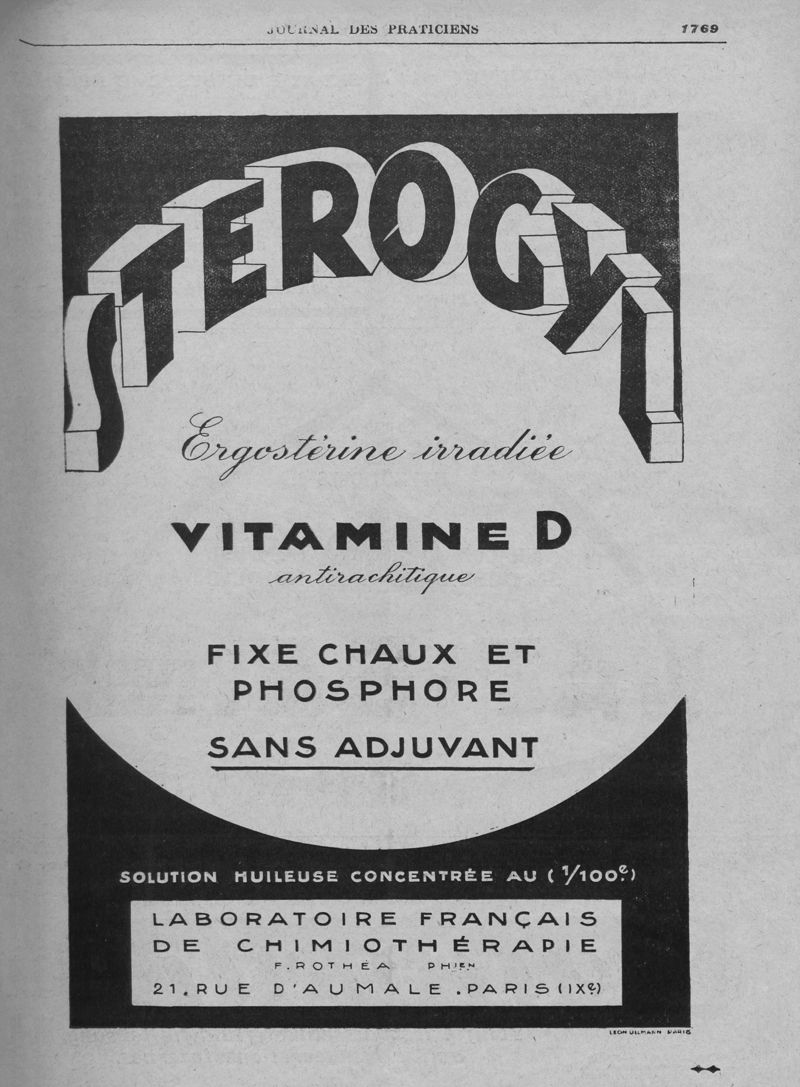 JOURNAL DES PRATICIENS 1769
STEROGYL
Ergostérine irradiée
VITAMINE D
antirachitique
FIXE CHAUX ET
PHOSPHORE
SANS ADJUVANT
SOLUTION HUILEUSE CONCENTRÉE AU (1/100e.)
LABORATOIRE FRANÇAIS
DE CHIMIOTHÉRAPIE
F. ROTHÉA PHIEN
21. RUE D'AUMALE . PARIS (IXe)
LEON ULLMANN PARIS